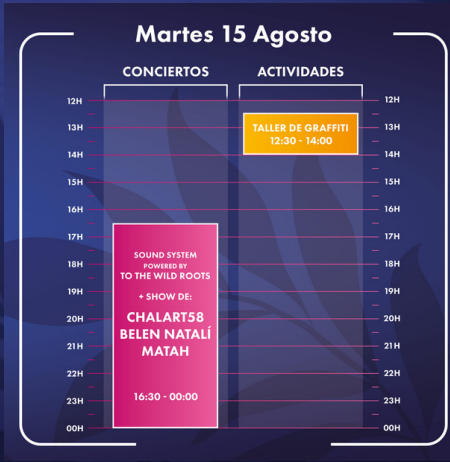 Martes 15 Agosto
CONCIERTOS
ACTIVIDADES
12H
12H
TALLER DE GRAFFITI
12:30 - 14:00
13H
13H
14H
14H
15H
15H
16H
16H
17H
17H
SOUND SYSTEM
POWERED BY
TO THE WILD ROOTS
+ SHOW DE:
CHALART58
BELEN NATALÍ
MATAH
16:30 - 00:00
18H
18H
19H
19H
20H
20H
21H
21H
22H
22H
23H
23H
00H
00H